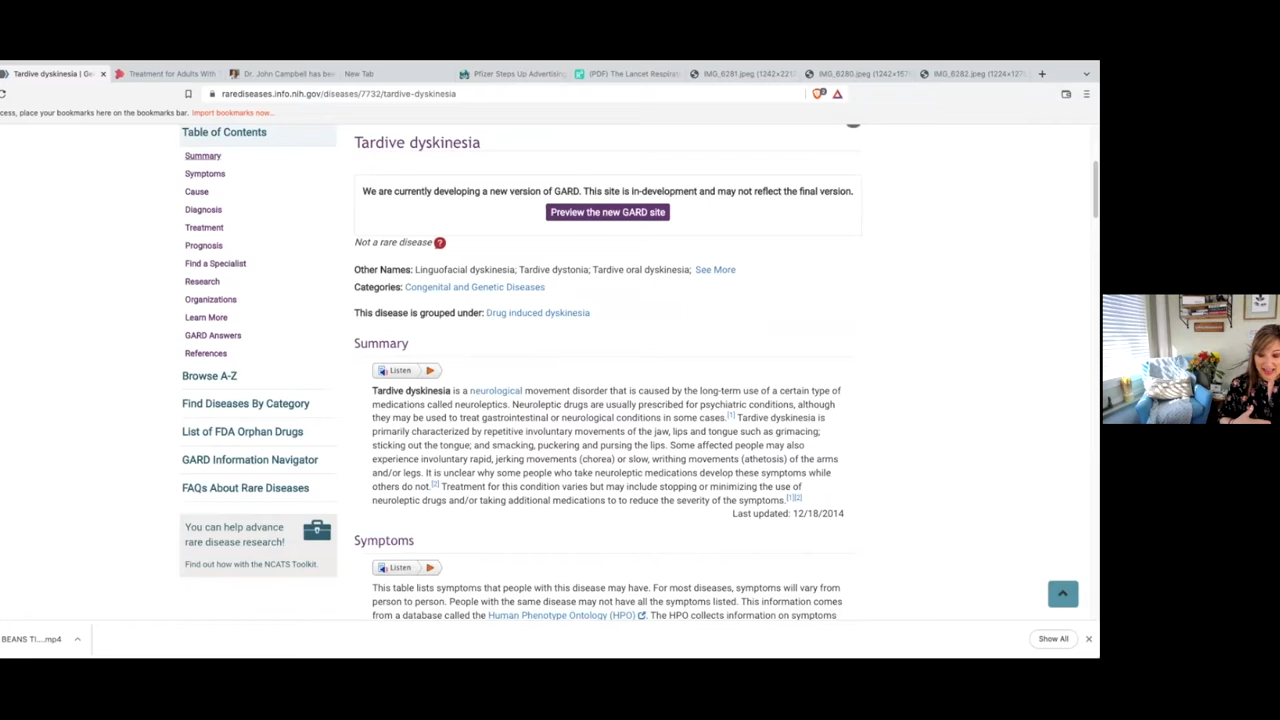 Tardive dyskinesia | Ge
Treatment for Adults With
Dr. John Campbell has bee
New Tab
Pfizer Steps Up Advertising
(PDF) The Lancet Respirat
IMG_6281.jpeg (1242×221
IMG_6280.jpeg (1242×157
IMG_6282.jpeg (1224×127
rarediseases.info.nih.gov/diseases/7732/tardive-dyskinesia
cess, place your bookmarks here on the bookmarks bar. Import bookmarks now...
Table of Contents
Summary
Symptoms
Cause
Diagnosis
Treatment
Prognosis
Find a Specialist
Research
Organizations
Learn More
GARD Answers
References
Browse A-Z
Find Diseases By Category
List of FDA Orphan Drugs
GARD Information Navigator
FAQs About Rare Diseases
You can help advance
rare disease research!
Find out how with the NCATS Toolkit.
Tardive dyskinesia
We are currently developing a new version of GARD. This site is in-development and may not reflect the final version.
Preview the new GARD site
Not a rare disease ?
Other Names: Linguofacial dyskinesia; Tardive dystonia; Tardive oral dyskinesia; See More
Categories: Congenital and Genetic Diseases
This disease is grouped under: Drug induced dyskinesia
Summary
Listen
Tardive dyskinesia is a neurological movement disorder that is caused by the long-term use of a certain type of
medications called neuroleptics. Neuroleptic drugs are usually prescribed for psychiatric conditions, although
they may be used to treat gastrointestinal or neurological conditions in some cases.[1] Tardive dyskinesia is
primarily characterized by repetitive involuntary movements of the jaw, lips and tongue such as grimacing;
sticking out the tongue; and smacking, puckering and pursing the lips. Some affected people may also
experience involuntary rapid, jerking movements (chorea) or slow, writhing movements (athetosis) of the arms
and/or legs. It is unclear why some people who take neuroleptic medications develop these symptoms while
others do not.[2] Treatment for this condition varies but may include stopping or minimizing the use of
neuroleptic drugs and/or taking additional medications to to reduce the severity of the symptoms.[1][2]
Last updated: 12/18/2014
Symptoms
Listen
This table lists symptoms that people with this disease may have. For most diseases, symptoms will vary from
person to person. People with the same disease may not have all the symptoms listed. This information comes
from a database called the Human Phenotype Ontology (HPO). The HPO collects information on symptoms
BEANS TI....mp4
Show All